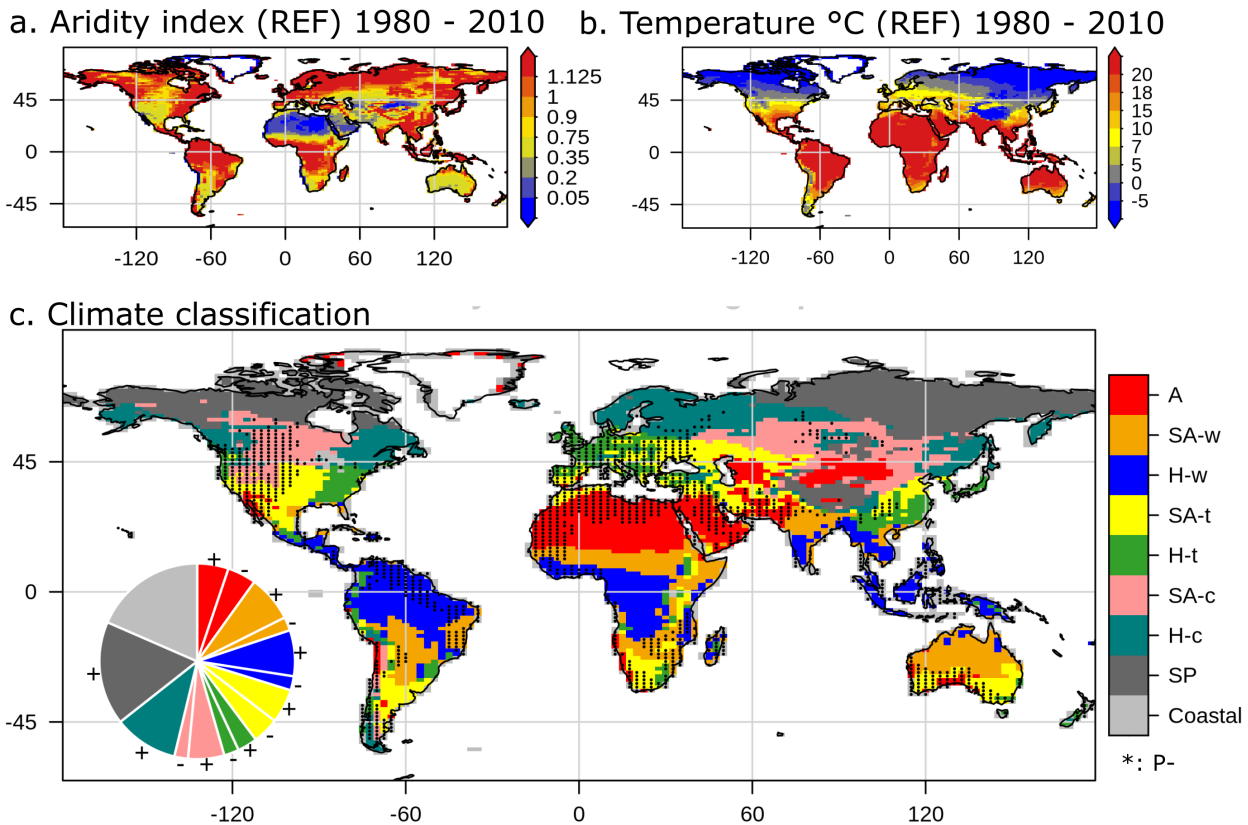 a. Aridity index (REF) 1980 - 2010
b. Temperature °C (REF) 1980 - 2010
45
0
-45
-120 -60 0 60 120
1.125
1
0.9
0.75
0.35
0.2
0.05
45
0
-45
-120 -60 0 60 120
20
18
15
10
7
5
0
-5
c. Climate classification
45
0
-45
-120 -60 0 60 120
+
-
+
-
+
-
+
-
+
-
+
-
+
+
A
SA-w
H-w
SA-t
H-t
SA-c
H-c
SP
Coastal
*: P-